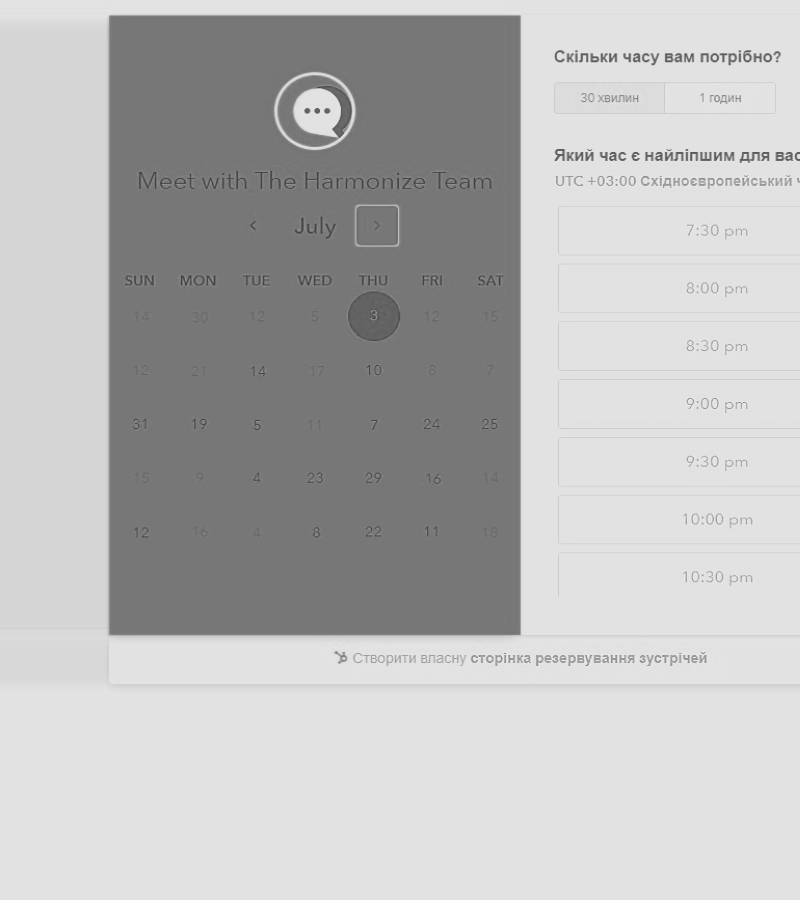 Meet with The Harmonize Team
July
SUN MON TUE WED THU FRI SAT
14 30 12 5 3 12 15
12 21 14 17 10 8 7
31 19 5 11 7 24 25
15 9 4 23 29 16 14
12 16 4 8 22 11 18
Скільки часу вам потрібно?
30 хвилин 1 годин
Який час є найліпшим для вас
UTC +03:00 Східноєвропейський
7:30 pm
8:00 pm
8:30 pm
9:00 pm
9:30 pm
10:00 pm
10:30 pm
Створити власну сторінка резервування зустрічей